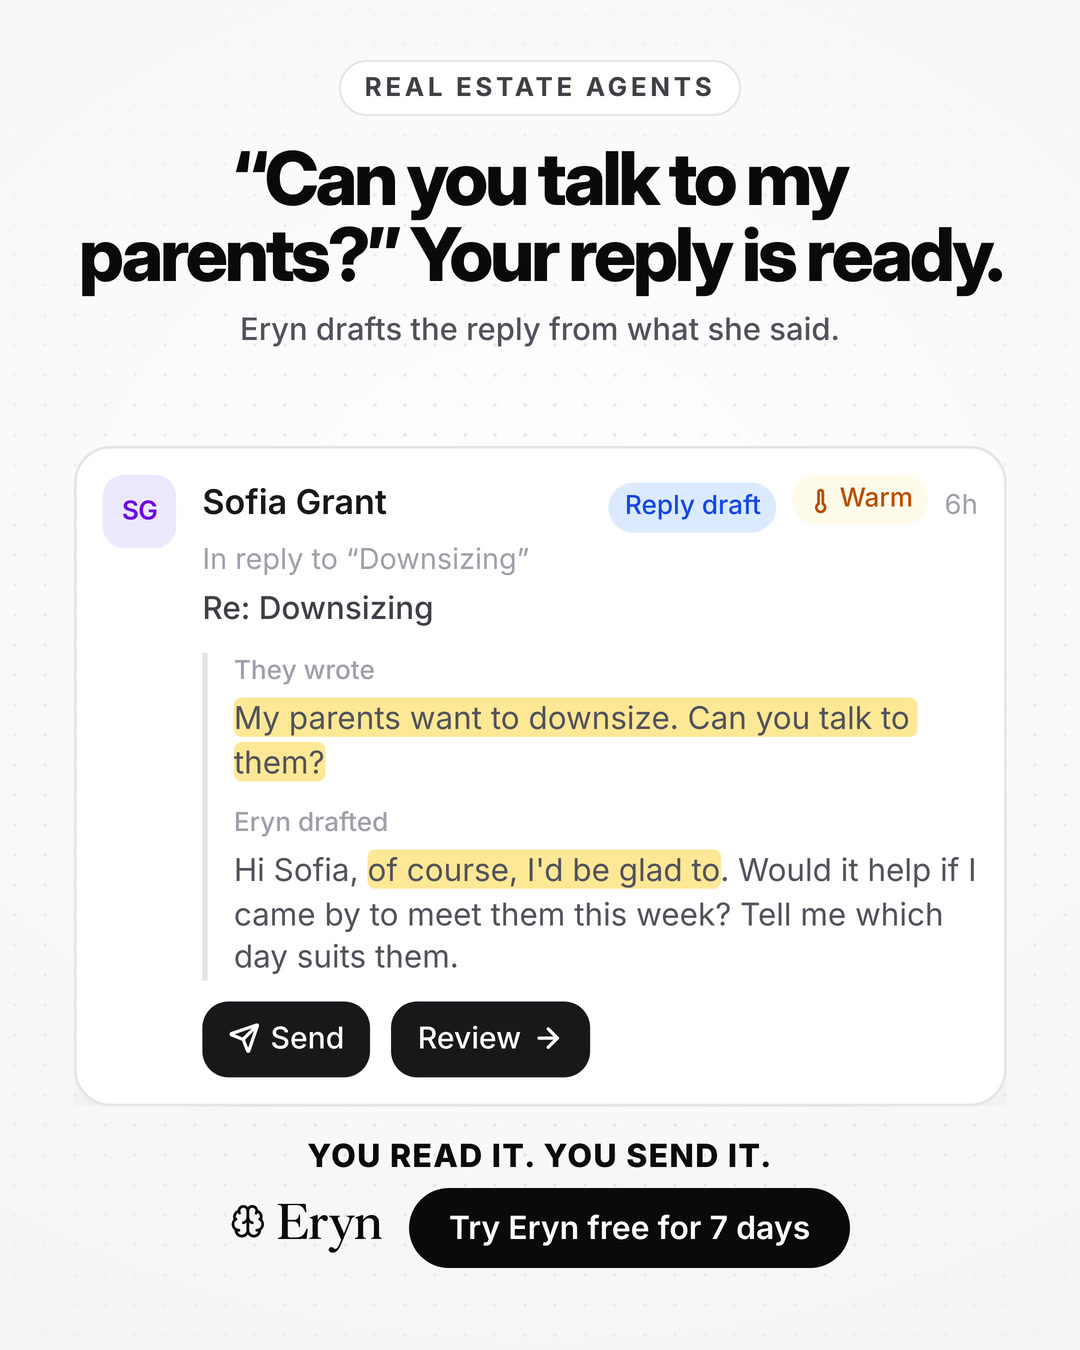 REAL ESTATE AGENTS
“Can you talk to my
parents?” Your reply is ready.
Eryn drafts the reply from what she said.
SG
Sofia Grant
Reply draft
Warm
6h
In reply to “Downsizing”
Re: Downsizing
They wrote
My parents want to downsize. Can you talk to
them?
Eryn drafted
Hi Sofia, of course, I'd be glad to. Would it help if I
came by to meet them this week? Tell me which
day suits them.
Send
Review
YOU READ IT. YOU SEND IT.
Eryn
Try Eryn free for 7 days